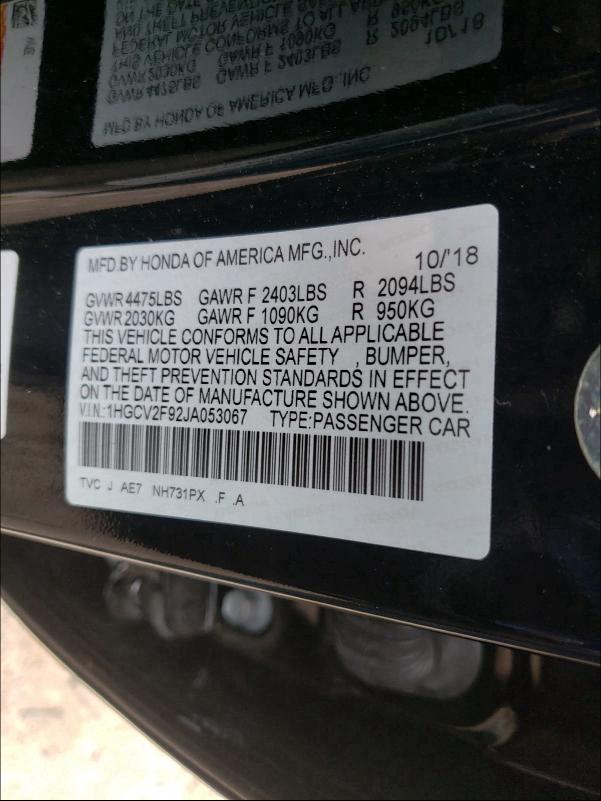 MFD.BY HONDA OF AMERICA MFG.,INC. 10/'18
GVWR 4475LBS GAWR F 2403LBS R 2094LBS
GVWR 2030KG GAWR F 1090KG R 950KG
THIS VEHICLE CONFORMS TO ALL APPLICABLE
FEDERAL MOTOR VEHICLE SAFETY , BUMPER,
AND THEFT PREVENTION STANDARDS IN EFFECT
ON THE DATE OF MANUFACTURE SHOWN ABOVE.
V.I.N.:1HGCV2F92JA053067 TYPE:PASSENGER CAR
TVC J AE7 NH731PX .F .A